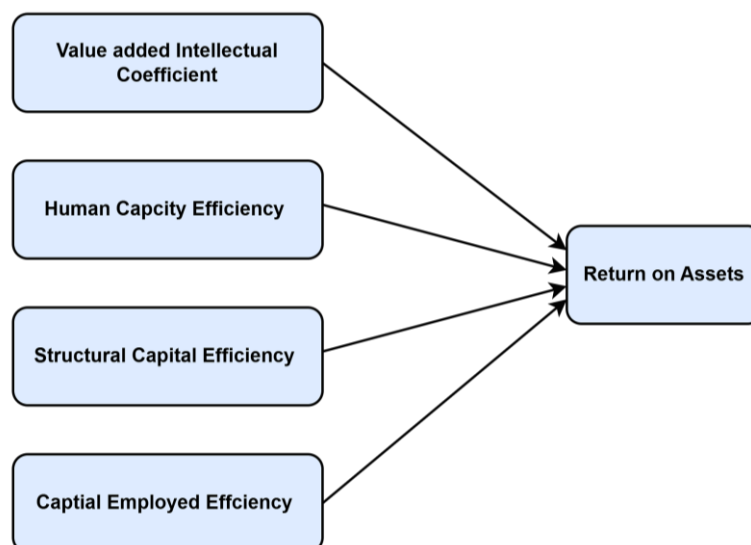 Value added Intellectual
Coefficient
Human Capcity Efficiency
Return on Assets
Structural Capital Efficiency
Captial Employed Effciency